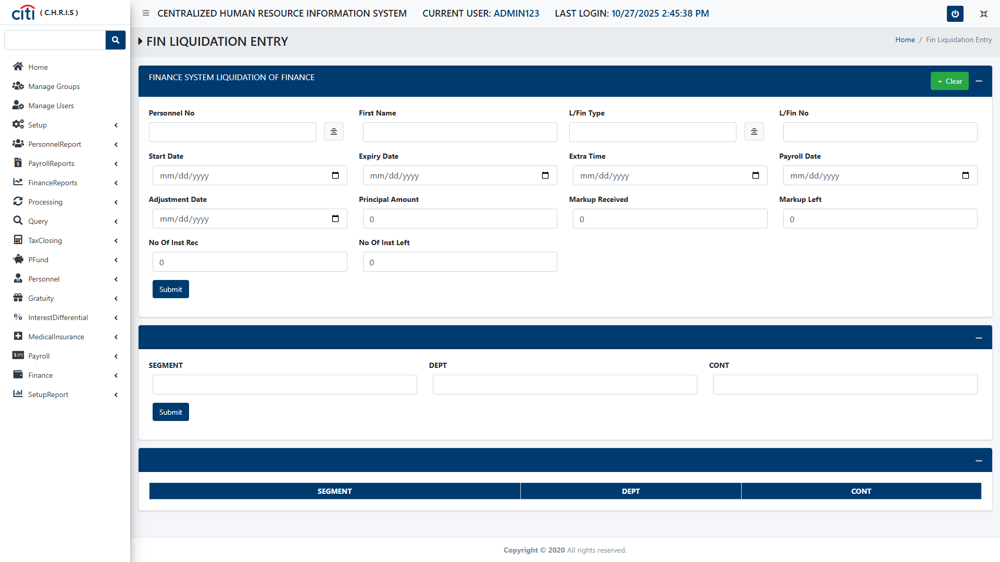 citi ( C.H.R.I.S )
CENTRALIZED HUMAN RESOURCE INFORMATION SYSTEM CURRENT USER: ADMIN123 LAST LOGIN: 10/27/2025 2:45:38 PM
FIN LIQUIDATION ENTRY
Home / Fin Liquidation Entry
Home
Manage Groups
Manage Users
Setup
PersonnelReport
PayrollReports
FinanceReports
Processing
Query
TaxClosing
PFund
Personnel
Gratuity
InterestDifferential
MedicalInsurance
Payroll
Finance
SetupReport
FINANCE SYSTEM LIQUIDATION OF FINANCE
+ Clear
Personnel No First Name L/Fin Type L/Fin No
Start Date Expiry Date Extra Time Payroll Date
mm/dd/yyyy mm/dd/yyyy mm/dd/yyyy mm/dd/yyyy
Adjustment Date Principal Amount Markup Received Markup Left
mm/dd/yyyy 0 0 0
No Of Inst Rec No Of Inst Left
0 0
Submit
SEGMENT DEPT CONT
Submit
SEGMENT DEPT CONT
Copyright © 2020 All rights reserved.